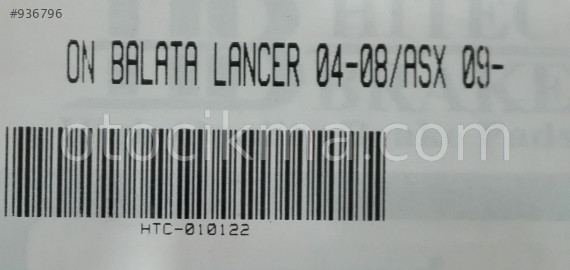 #936796
ON BALATA LANCER 04-08/ASX 09-
otocikma.com
HTC-010122